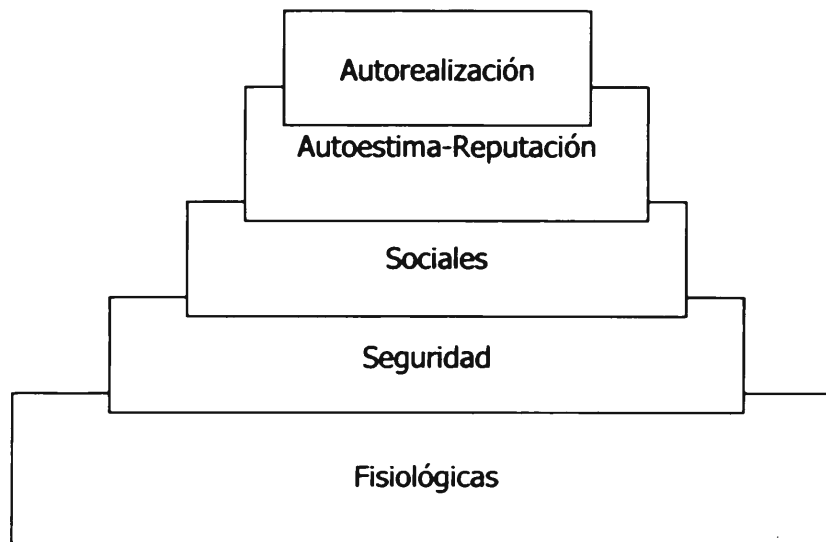 Autorealización
Autoestima-Reputación
Sociales
Seguridad
Fisiológicas